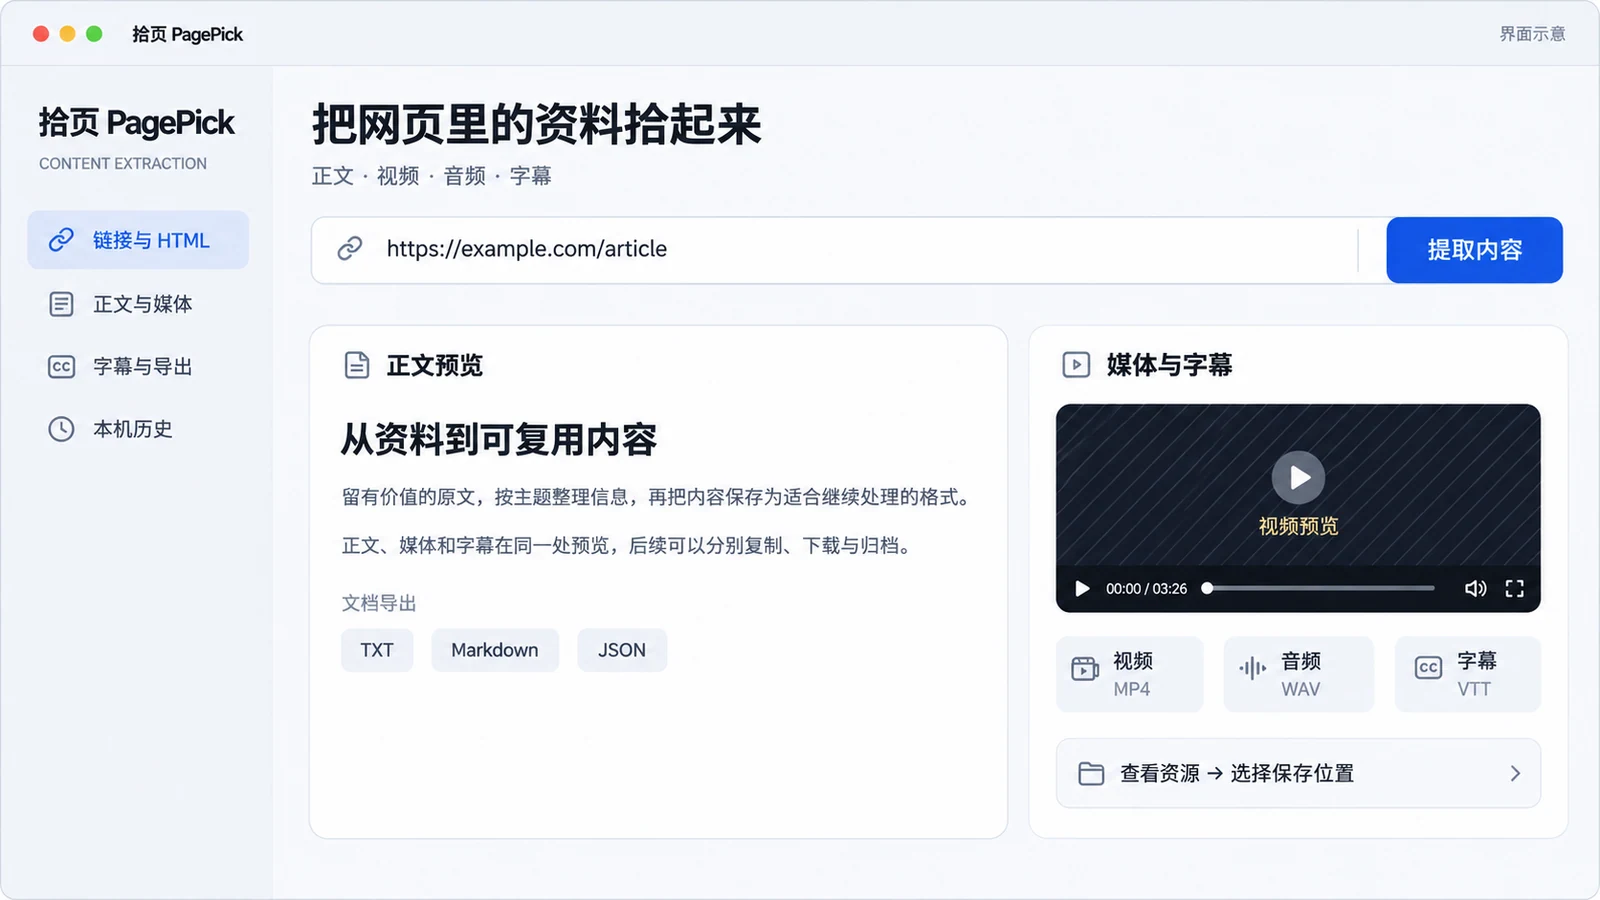 拾页 PagePick
界面示意
拾页 PagePick
CONTENT EXTRACTION
链接与 HTML
正文与媒体
字幕与导出
本机历史
把网页里的资料拾起来
正文 · 视频 · 音频 · 字幕
https://example.com/article
提取内容
正文预览
从资料到可复用内容
留有价值的原文，按主题整理信息，再把内容保存为适合继续处理的格式。
正文、媒体和字幕在同一处预览，后续可以分别复制、下载与归档。
文档导出
TXT
Markdown
JSON
媒体与字幕
视频预览
00:00 / 03:26
视频
MP4
音频
WAV
字幕
VTT
查看资源 → 选择保存位置